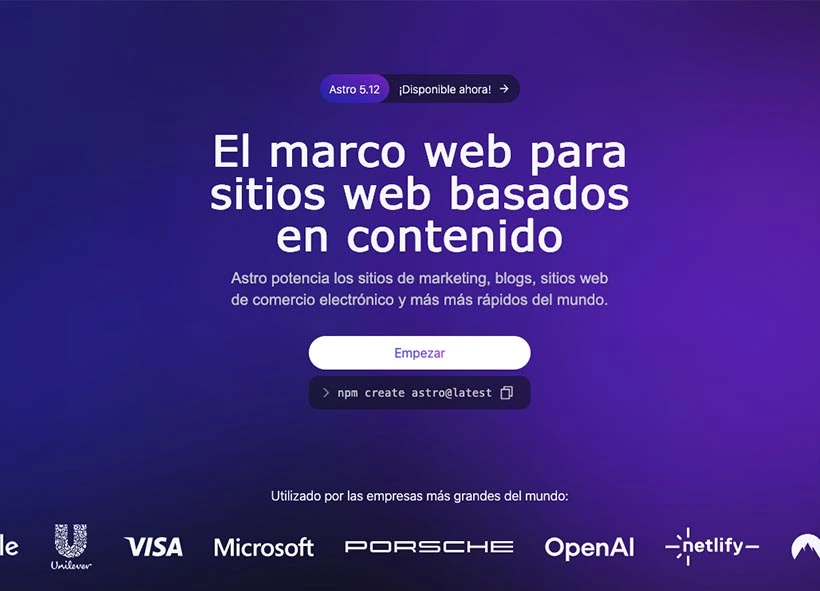 Astro 5.12 ¡Disponible ahora! →
El marco web para
sitios web basados
en contenido
Astro potencia los sitios de marketing, blogs, sitios web
de comercio electrónico y más más rápidos del mundo.
Empezar
> npm create astro@latest
Utilizado por las empresas más grandes del mundo:
le Unilever VISA Microsoft PORSCHE OpenAI netlify